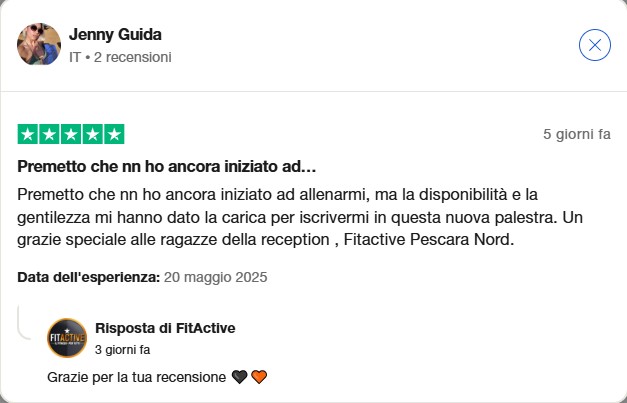 Jenny Guida
IT • 2 recensioni
5 giorni fa
Premetto che nn ho ancora iniziato ad…
Premetto che nn ho ancora iniziato ad allenarmi, ma la disponibilità e la
gentilezza mi hanno dato la carica per iscrivermi in questa nuova palestra. Un
grazie speciale alle ragazze della reception , Fitactive Pescara Nord.
Data dell'esperienza: 20 maggio 2025
FITACTIVE
Risposta di FitActive
3 giorni fa
Grazie per la tua recensione 🖤🧡